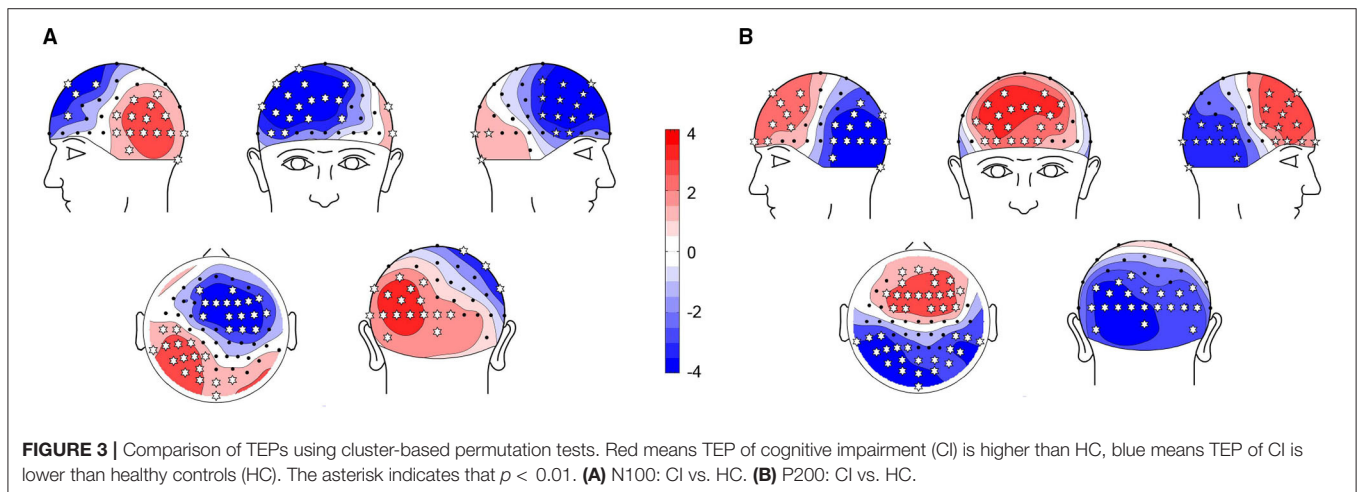 A
B
4
2
0
-2
-4
FIGURE 3 | Comparison of TEPs using cluster-based permutation tests. Red means TEP of cognitive impairment (CI) is higher than HC, blue means TEP of CI is
lower than healthy controls (HC). The asterisk indicates that p < 0.01. (A) N100: CI vs. HC. (B) P200: CI vs. HC.